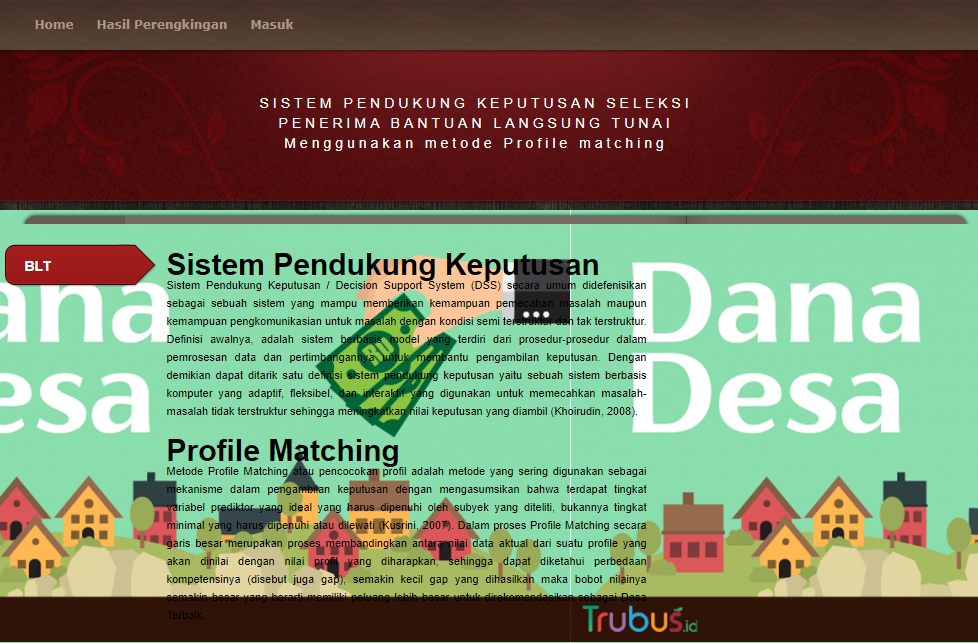 Home Hasil Perengkingan Masuk
SISTEM PENDUKUNG KEPUTUSAN SELEKSI
PENERIMA BANTUAN LANGSUNG TUNAI
Menggunakan metode Profile matching
BLT
Sistem Pendukung Keputusan
Sistem Pendukung Keputusan / Decision Support System (DSS) secara umum didefenisikan
sebagai sebuah sistem yang mampu memberikan kemampuan pemecahan masalah maupun
kemampuan pengkomunikasian untuk masalah dengan kondisi semi terstruktur dan tak terstruktur.
Definisi awalnya, adalah sistem berbasis model yang terdiri dari prosedur-prosedur dalam
pemrosesan data dan pertimbangannya untuk membantu pengambilan keputusan. Dengan
demikian dapat ditarik satu definisi sistem pendukung keputusan yaitu sebuah sistem berbasis
komputer yang adaptif, fleksibel, dan interaktif yang digunakan untuk memecahkan masalah-
masalah tidak terstruktur sehingga meningkatkan nilai keputusan yang diambil (Khoirudin, 2008).
Profile Matching
Metode Profile Matching atau pencocokan profil adalah metode yang sering digunakan sebagai
mekanisme dalam pengambilan keputusan dengan mengasumsikan bahwa terdapat tingkat
variabel prediktor yang ideal yang harus dipenuhi oleh subyek yang diteliti, bukannya tingkat
minimal yang harus dipenuhi atau dilewati (Kusrini, 2007). Dalam proses Profile Matching secara
garis besar merupakan proses membandingkan antara nilai data aktual dari suatu profile yang
akan dinilai dengan nilai profil yang diharapkan, sehingga dapat diketahui perbedaan
kompetensinya (disebut juga gap), semakin kecil gap yang dihasilkan maka bobot nilainya
semakin besar yang berarti memiliki peluang lebih besar untuk direkomendasikan sebagai Desa
Terbaik.
Dana
Desa
Dana
Desa
Trubus.id